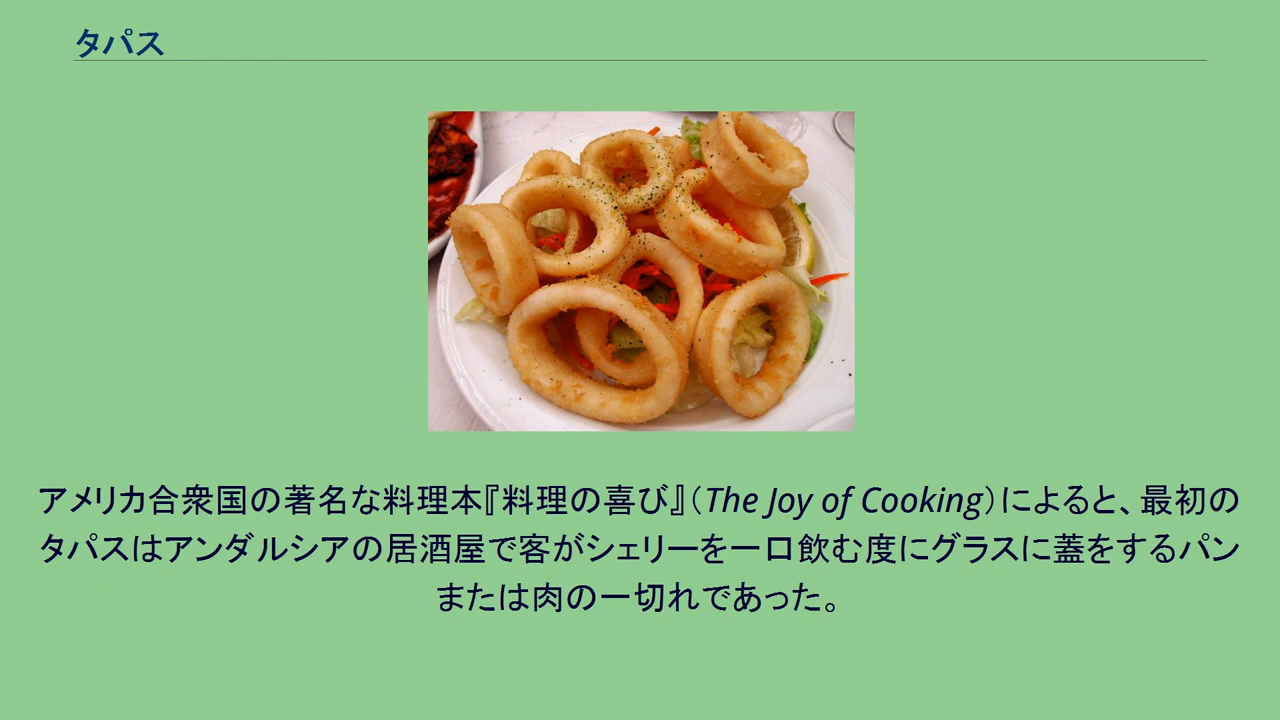 タパス
アメリカ合衆国の著名な料理本『料理の喜び』（The Joy of Cooking）によると、最初の
タパスはアンダルシアの居酒屋で客がシェリーを一口飲む度にグラスに蓋をするパン
または肉の一切れであった。